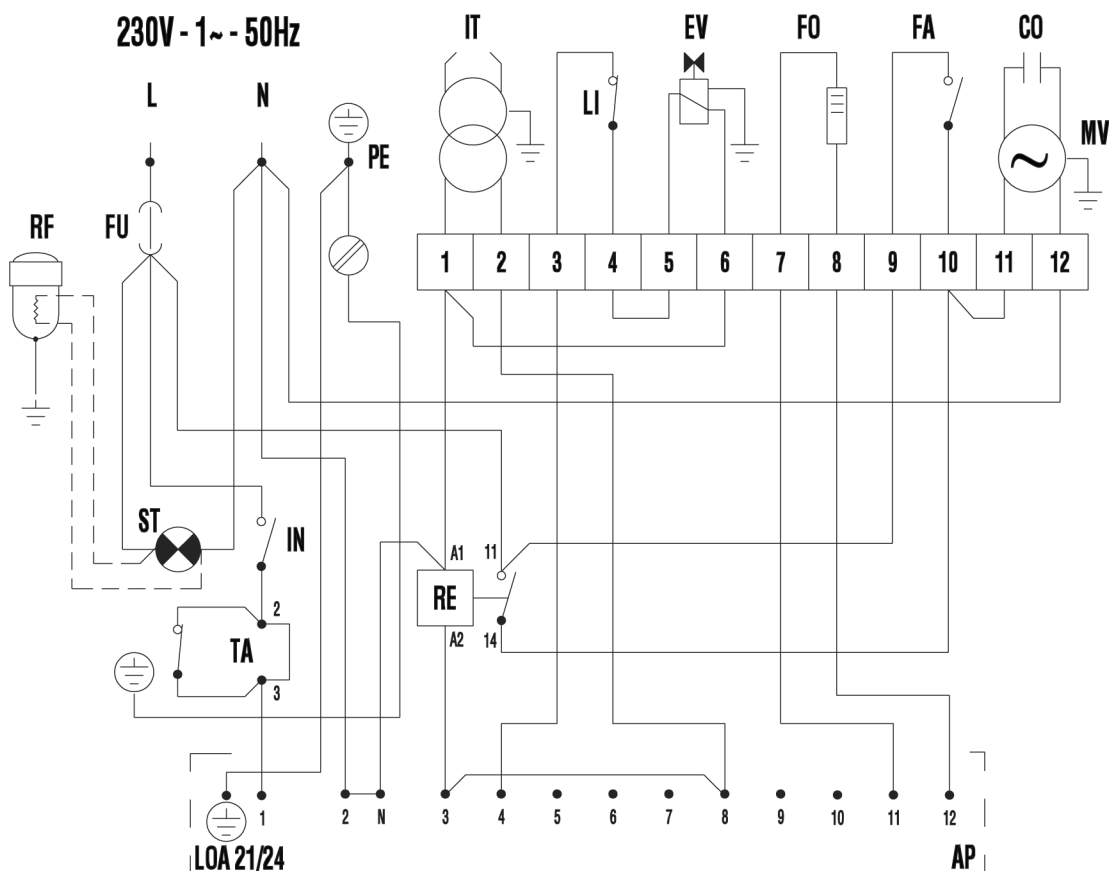 230V - 1~ - 50Hz
IT EV FO FA CO
L N
LI
PE MV
RF FU
~
1 2 3 4 5 6 7 8 9 10 11 12
ST IN
A1 11
RE
A2 14
2
TA
3
1 2 N 3 4 5 6 7 8 9 10 11 12
LOA 21/24 AP